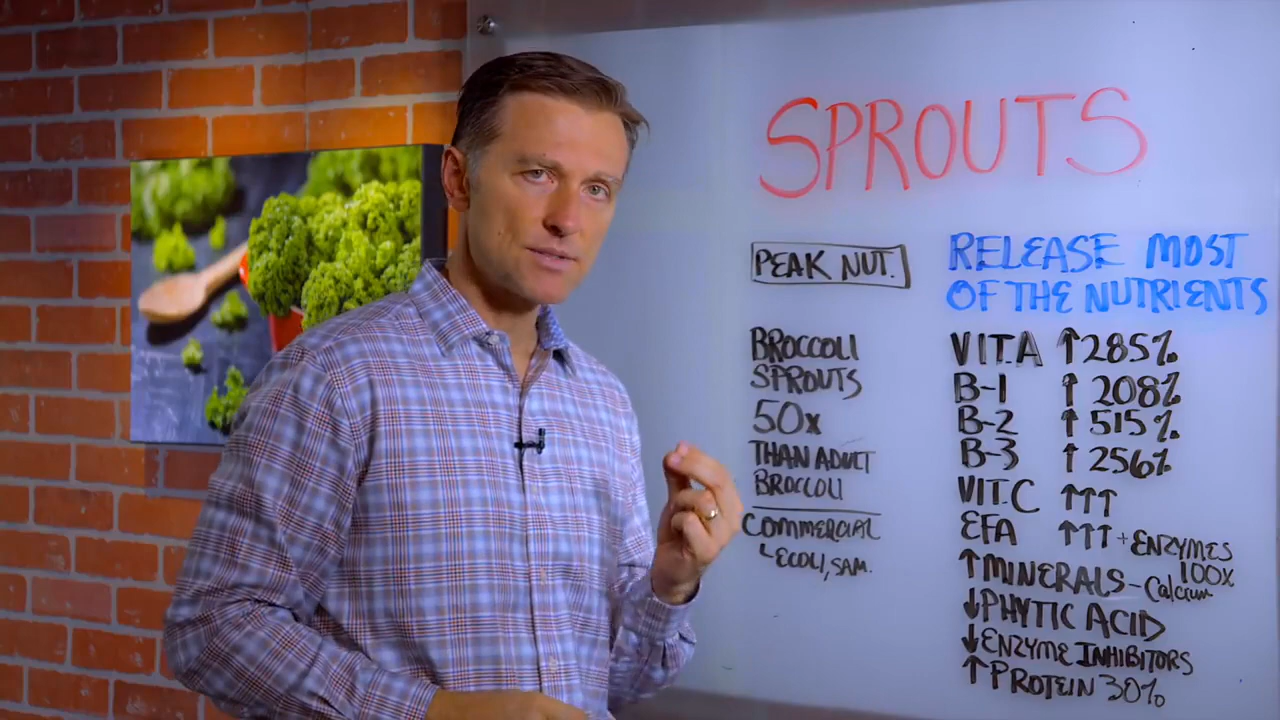 SPROUTS
PEAK NUT.
BROCCOLI
SPROUTS
50x
THAN ADULT
BROCCOLI
COMMERCIAL
ECOLI, SAM.
RELEASE MOST
OF THE NUTRIENTS
VIT. A ↑ 285%
B-1 ↑ 208%
B-2 ↑ 515%
B-3 ↑ 256%
VIT. C ↑↑↑
EFA ↑↑↑ + ENZYMES
100x
↑ MINERALS - Calcium
↓ PHYTIC ACID
↓ ENZYME INHIBITORS
↑ PROTEIN 30%